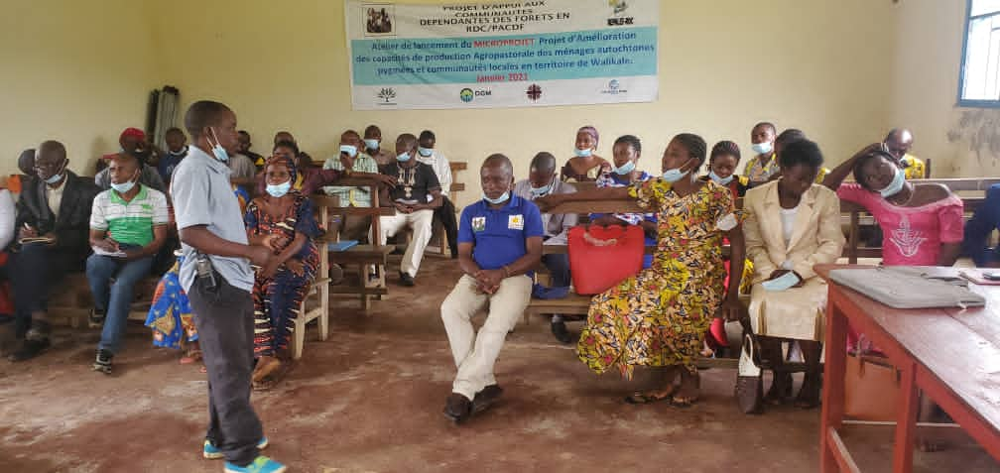 PROJET D'APPUI AUX
COMMUNAUTES
DEPENDANTES DES FORETS EN
RDC/PACDF
Atelier de lancement du MICROPROJET Projet d'Amélioration
des capacités de production Agropastorale des ménages autochtones
pygmées et communautés locales en territoire de Walikale.
Janvier 2021
DGM